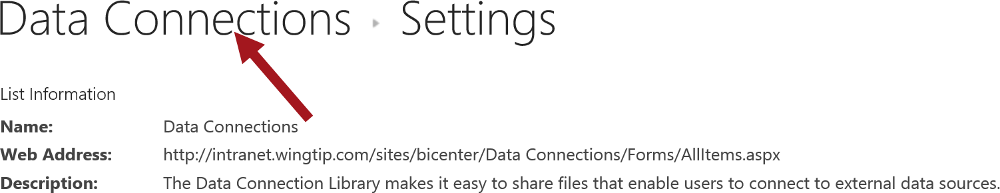 Data Connections Settings
List Information
Name: Data Connections
Web Address: http://intranet.wingtip.com/sites/bicenter/Data Connections/Forms/AllItems.aspx
Description: The Data Connection Library makes it easy to share files that enable users to connect to external data sources.